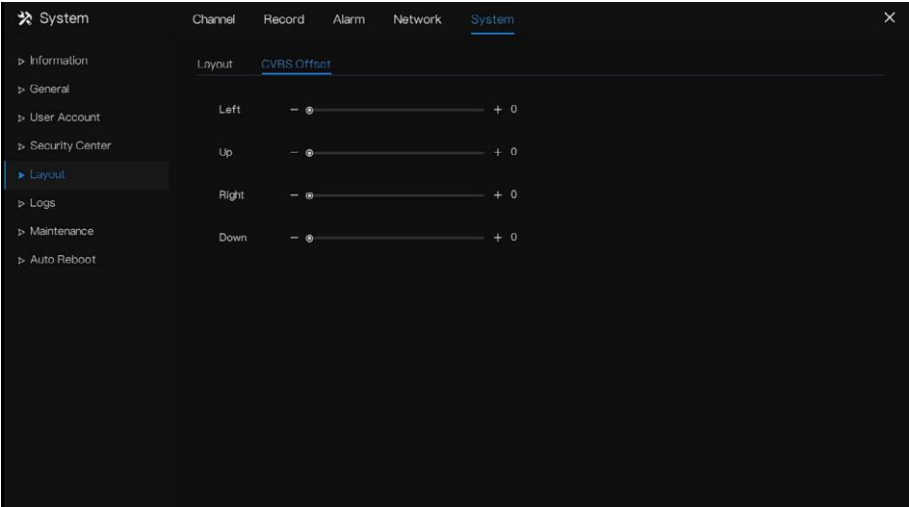 System Channel Record Alarm Network System
Information
Layout CVBS Offset
General
Left 0
User Account
Security Center
Up 0
Layout
Right 0
Logs
Maintenance
Down 0
Auto Reboot